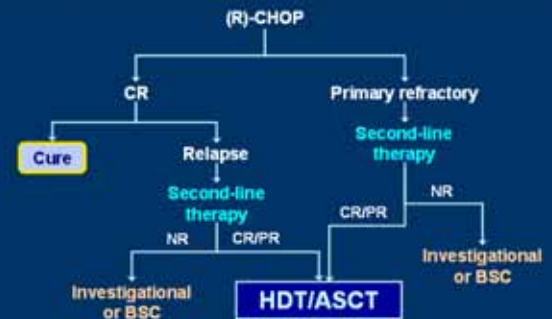 (R)-CHOP
CR
Primary refractory
Cure
Relapse
Second-line
therapy
Second-line
therapy
NR
CR/PR
CR/PR
NR
Investigational
or BSC
HDT/ASCT
Investigational
or BSC